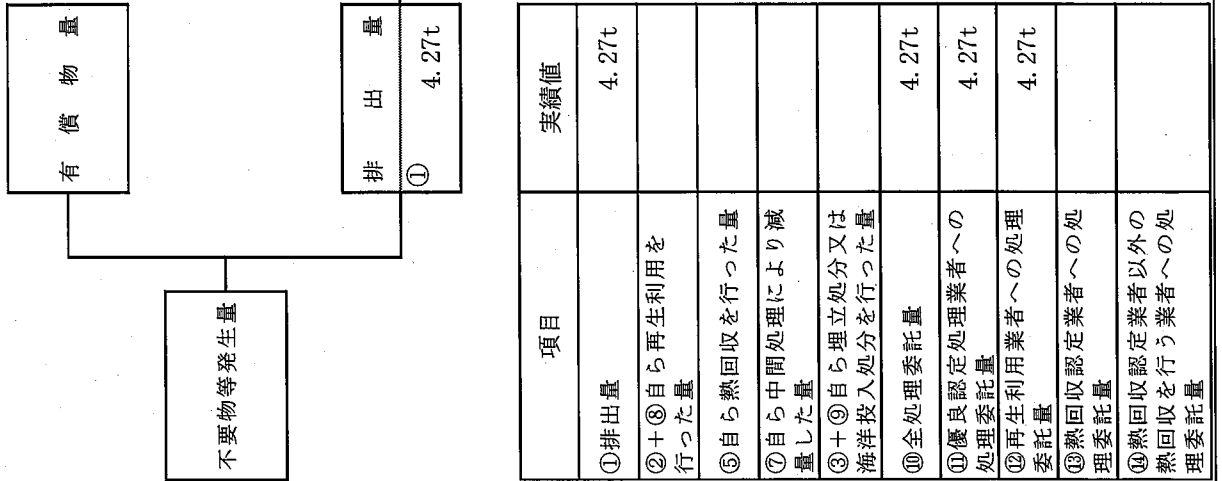 有償物量
不要物等発生量
排出量
① 4.27t
項目 実績値
①排出量 4.27t
②+⑧自ら再生利用を
行った量
⑤自ら熱回収を行った量
⑦自ら中間処理により減
量した量
③+⑨自ら埋立処分又は
海洋投入処分を行った量
⑩全処理委託量 4.27t
⑪優良認定処理業者への
処理委託量 4.27t
⑫再生利用業者への処理
委託量 4.27t
⑬熱回収認定業者への処
理委託量
⑭熱回収認定業者以外の
熱回収を行う業者への処
理委託量